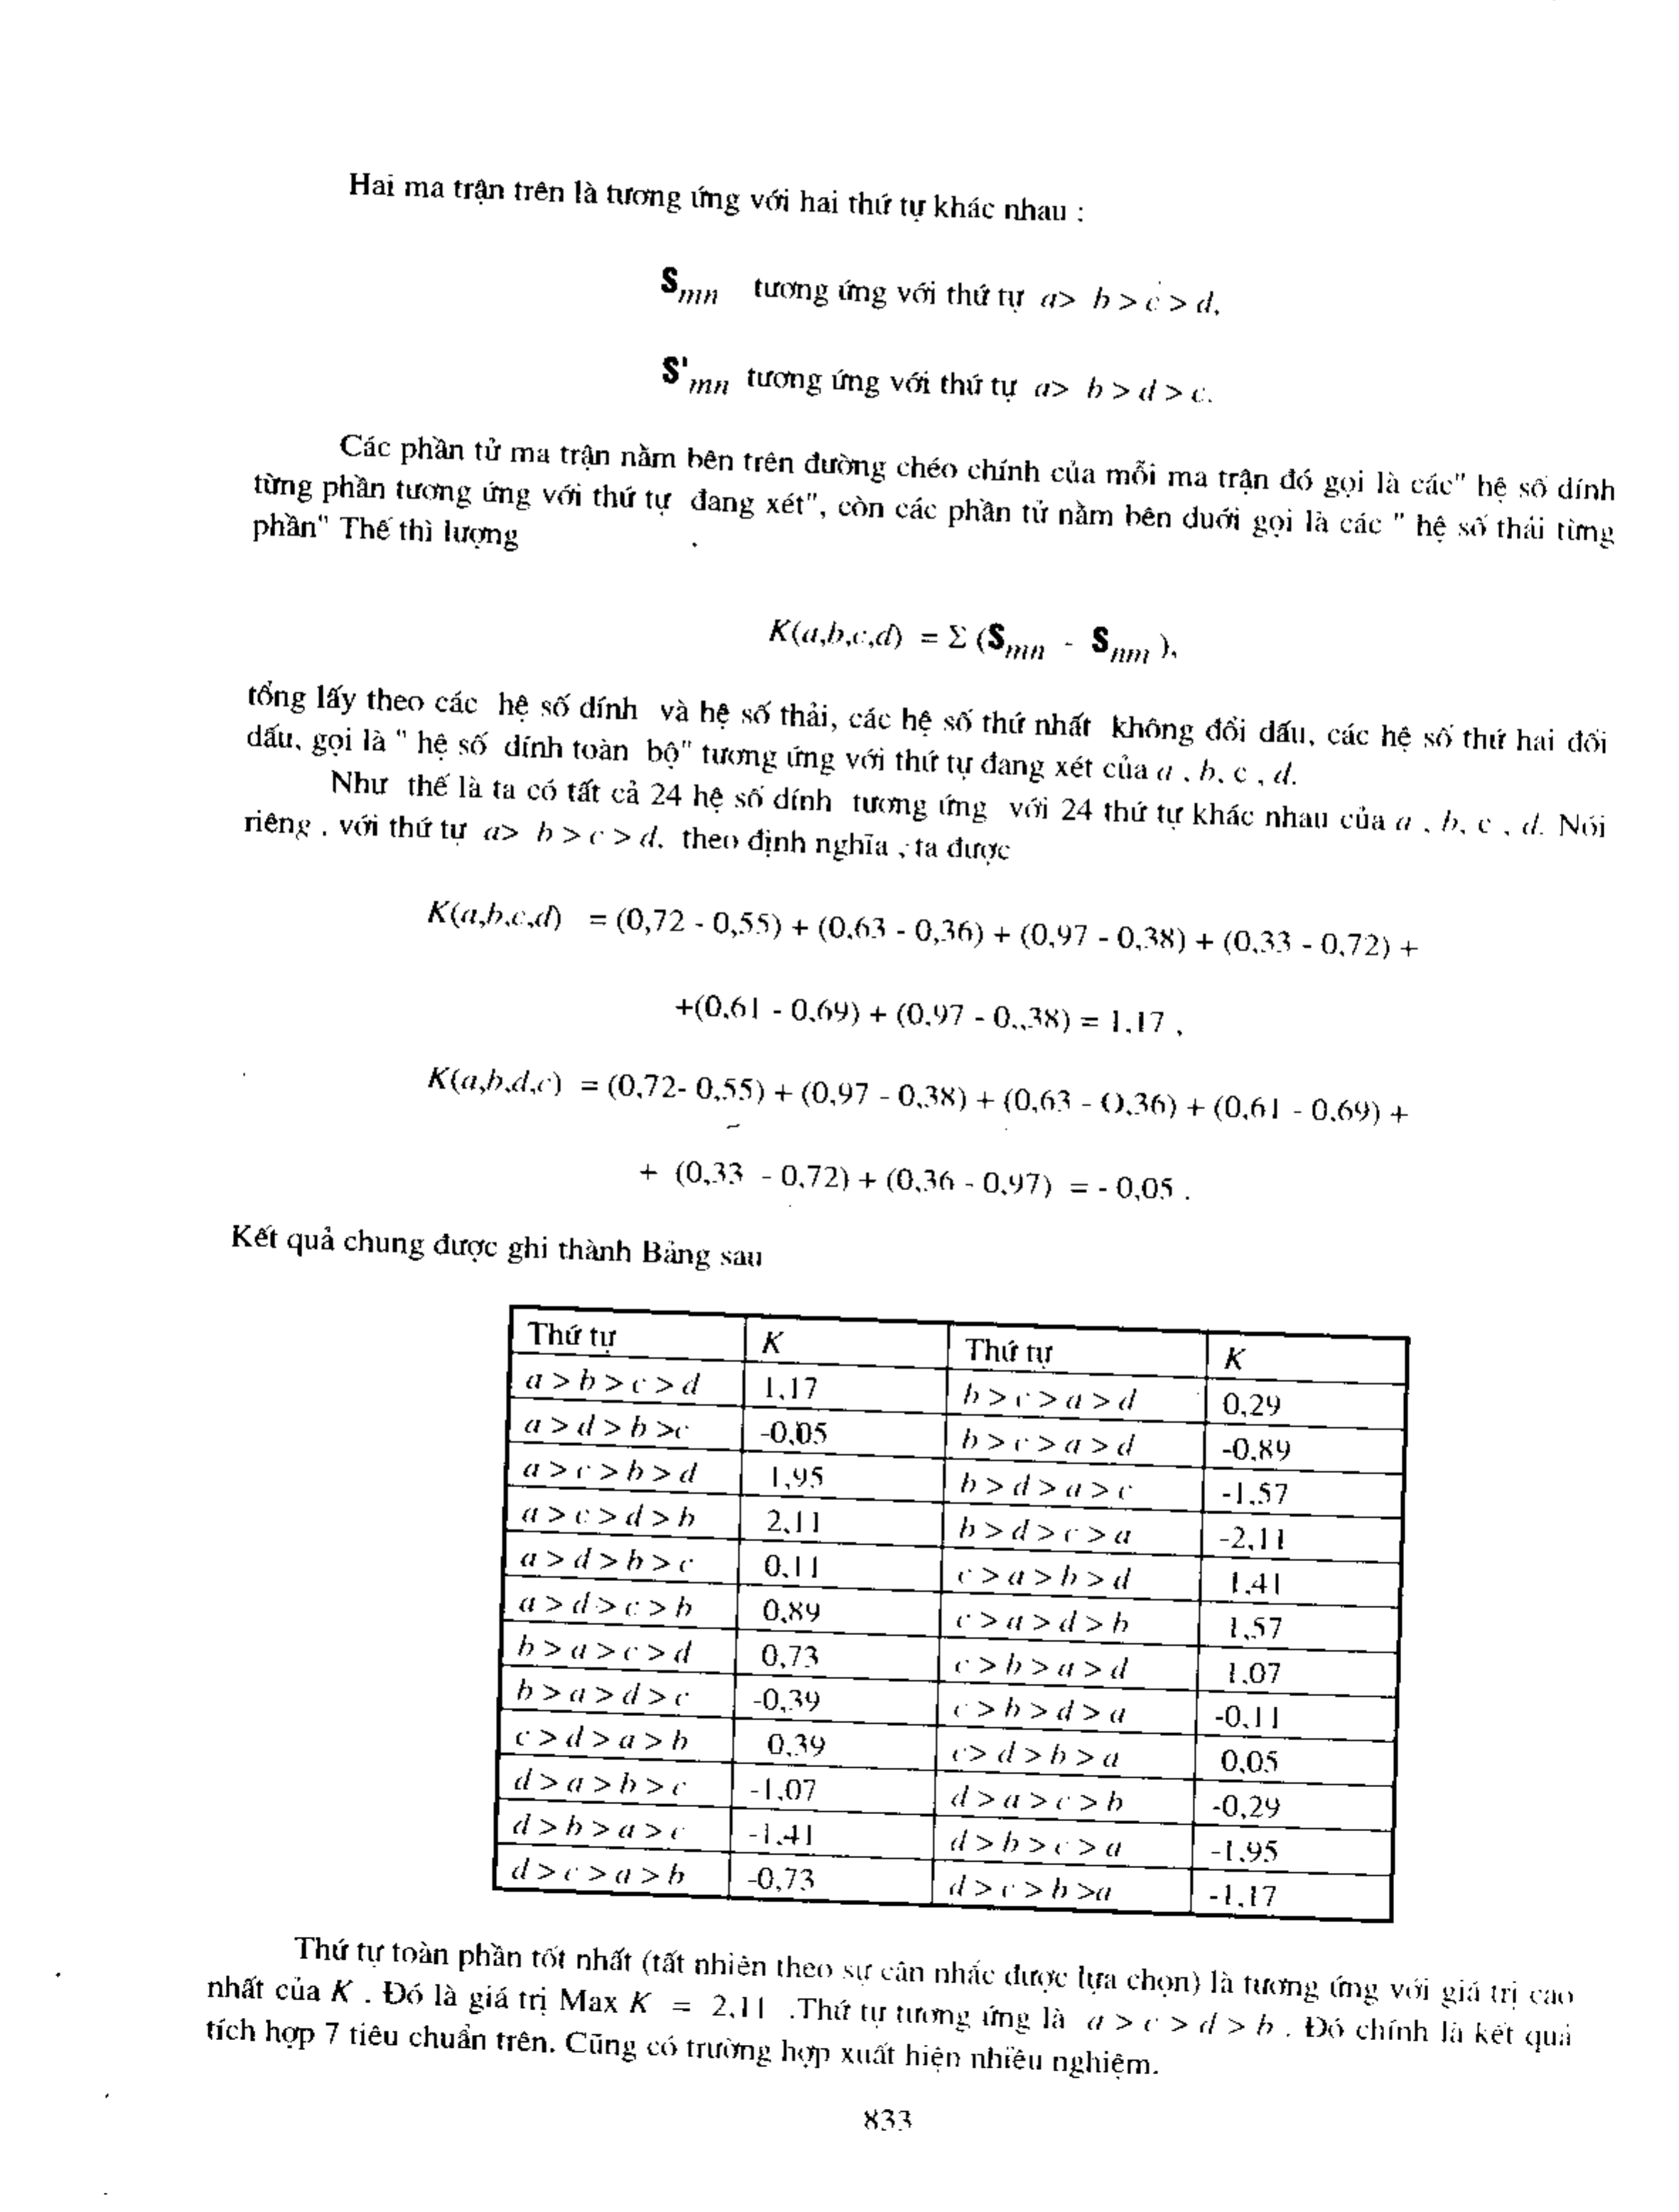 Hai ma trận trên là tương ứng với hai thứ tự khác nhau :
S mn tương ứng với thứ tự a> b > c > d,
S' mn tương ứng với thứ tự a> b > d > c.
Các phần tử ma trận nằm bên trên đường chéo chính của mỗi ma trận đó gọi là các" hệ số dính
từng phần tương ứng với thứ tự đang xét", còn các phần tử nằm bên dưới gọi là các " hệ số thải từng
phần" Thế thì lượng
K(a,b,c,d) = Σ (S mn - S nm ),
tổng lấy theo các hệ số dính và hệ số thải, các hệ số thứ nhất không đổi dấu, các hệ số thứ hai đổi
dấu, gọi là " hệ số dính toàn bộ" tương ứng với thứ tự đang xét của a , b, c , d.
Như thế là ta có tất cả 24 hệ số dính tương ứng với 24 thứ tự khác nhau của a , b, c , d. Nói
riêng , với thứ tự a> b > c > d, theo định nghĩa , ta được
K(a,b,c,d) = (0,72 - 0,55) + (0,63 - 0,36) + (0,97 - 0,38) + (0,33 - 0,72) +
+(0,61 - 0,69) + (0,97 - 0,,38) = 1,17 ,
K(a,b,d,c) = (0,72- 0,55) + (0,97 - 0,38) + (0,63 - 0,36) + (0,61 - 0,69) +
+ (0,33 - 0,72) + (0,36 - 0,97) = - 0,05 .
Kết quả chung được ghi thành Bảng sau
Thứ tự K Thứ tự K
a > b > c > d 1,17 b > c > a > d 0,29
a > d > b >c -0,05 b > c > a > d -0,89
a > c > b > d 1,95 b > d > a > c -1,57
a > c > d > b 2,11 b > d > c > a -2,11
a > d > b > c 0,11 c > a > b > d 1,41
a > d > c > b 0,89 c > a > d > b 1,57
b > a > c > d 0,73 c > b > a > d 1,07
b > a > d > c -0,39 c > b > d > a -0,11
c > d > a > b 0,39 c> d > b > a 0,05
d > a > b > c -1,07 d > a > c > b -0,29
d > b > a > c -1,41 d > b > c > a -1,95
d > c > a > b -0,73 d > c > b >a -1,17
Thứ tự toàn phần tốt nhất (tất nhiên theo sự cân nhắc được lựa chọn) là tương ứng với giá trị cao
nhất của K . Đó là giá trị Max K = 2,11 .Thứ tự tương ứng là a > c > d > b . Đó chính là kết quả
tích hợp 7 tiêu chuẩn trên. Cũng có trường hợp xuất hiện nhiều nghiệm.
833